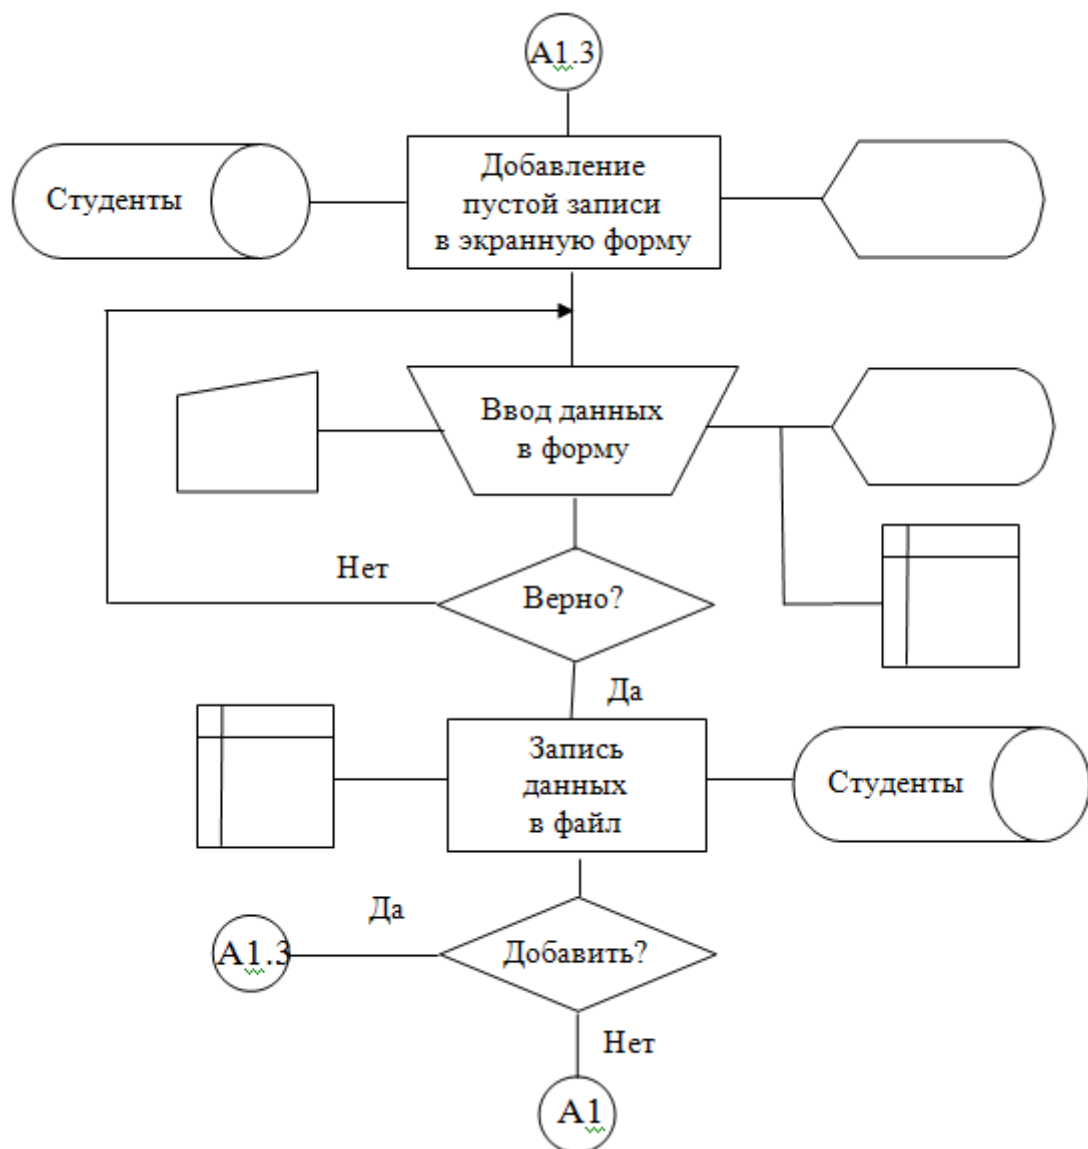 А1.3
Студенты
Добавление
пустой записи
в экранную форму
Ввод данных
в форму
Нет
Верно?
Да
Запись
данных
в файл
Студенты
Да
А1.3
Добавить?
Нет
А1